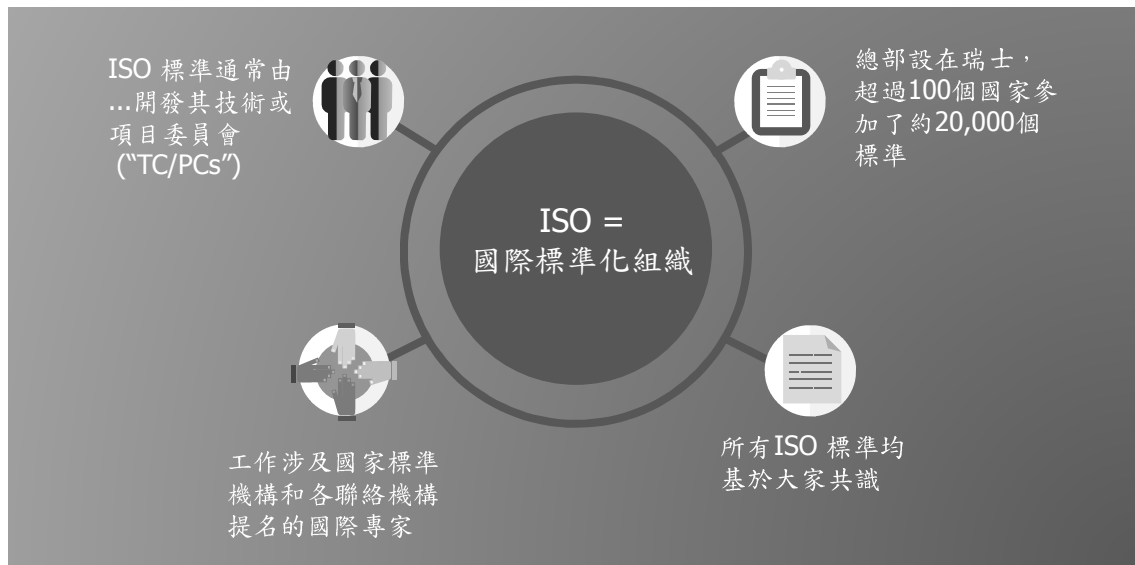 ISO 標準通常由
...開發其技術或
項目委員會
(“TC/PCs”)
總部設在瑞士，
超過100個國家參
加了約20,000個
標準
ISO =
國際標準化組織
工作涉及國家標準
機構和各聯絡機構
提名的國際專家
所有ISO 標準均
基於大家共識